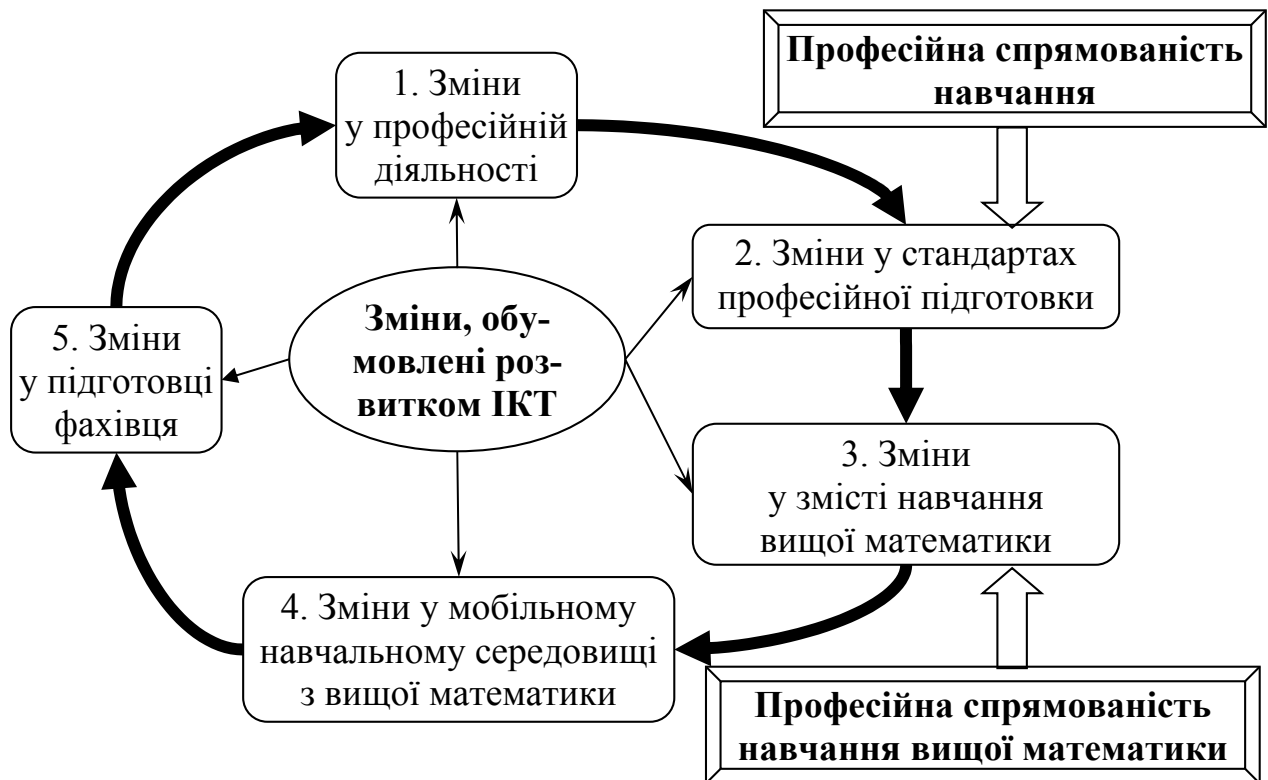 Професійна спрямованість
навчання
1. Зміни
у професійній
діяльності
2. Зміни у стандартах
професійної підготовки
Зміни, обу-
мовлені роз-
витком ІКТ
5. Зміни
у підготовці
фахівця
3. Зміни
у змісті навчання
вищої математики
4. Зміни у мобільному
навчальному середовищі
з вищої математики
Професійна спрямованість
навчання вищої математики